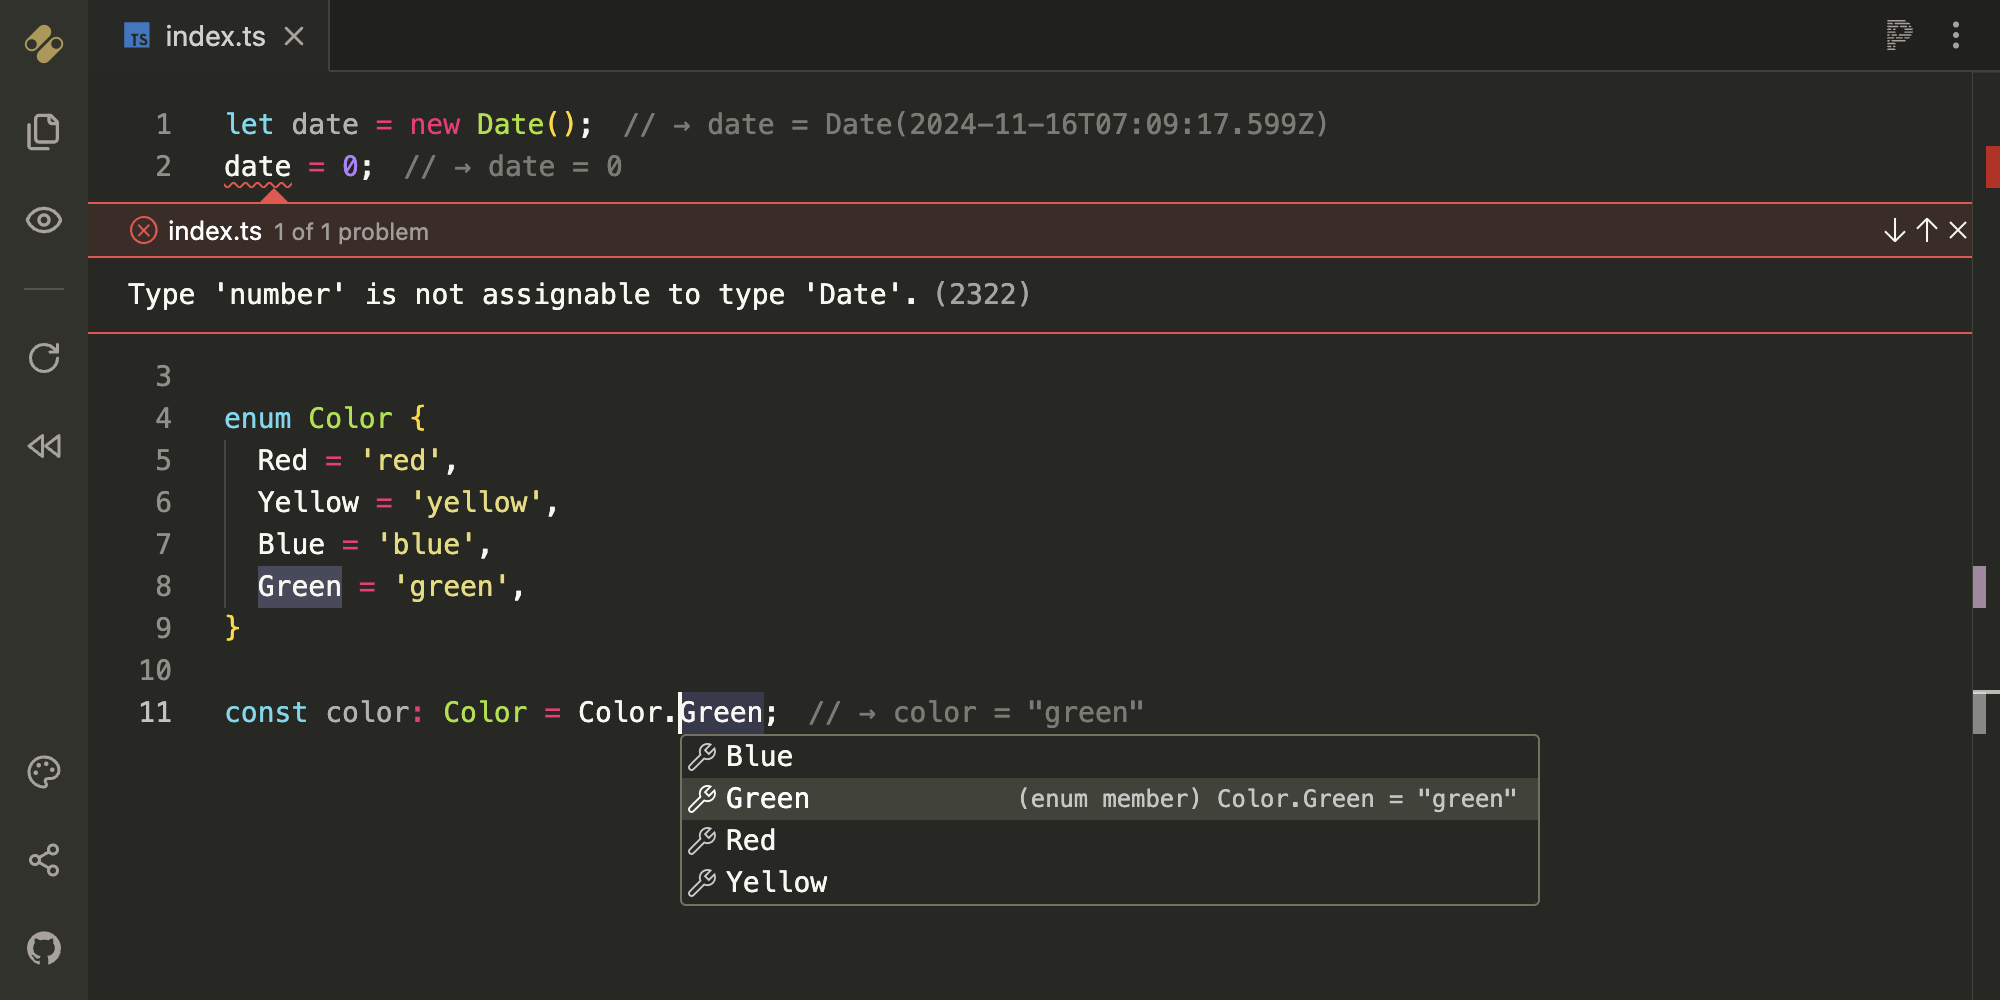 TS index.ts
1 let date = new Date(); // → date = Date(2024-11-16T07:09:17.599Z)
2 date = 0; // → date = 0
index.ts 1 of 1 problem
Type 'number' is not assignable to type 'Date'. (2322)
3
4 enum Color {
5 Red = 'red',
6 Yellow = 'yellow',
7 Blue = 'blue',
8 Green = 'green',
9 }
10
11 const color: Color = Color.Green; // → color = "green"
Blue
Green (enum member) Color.Green = "green"
Red
Yellow